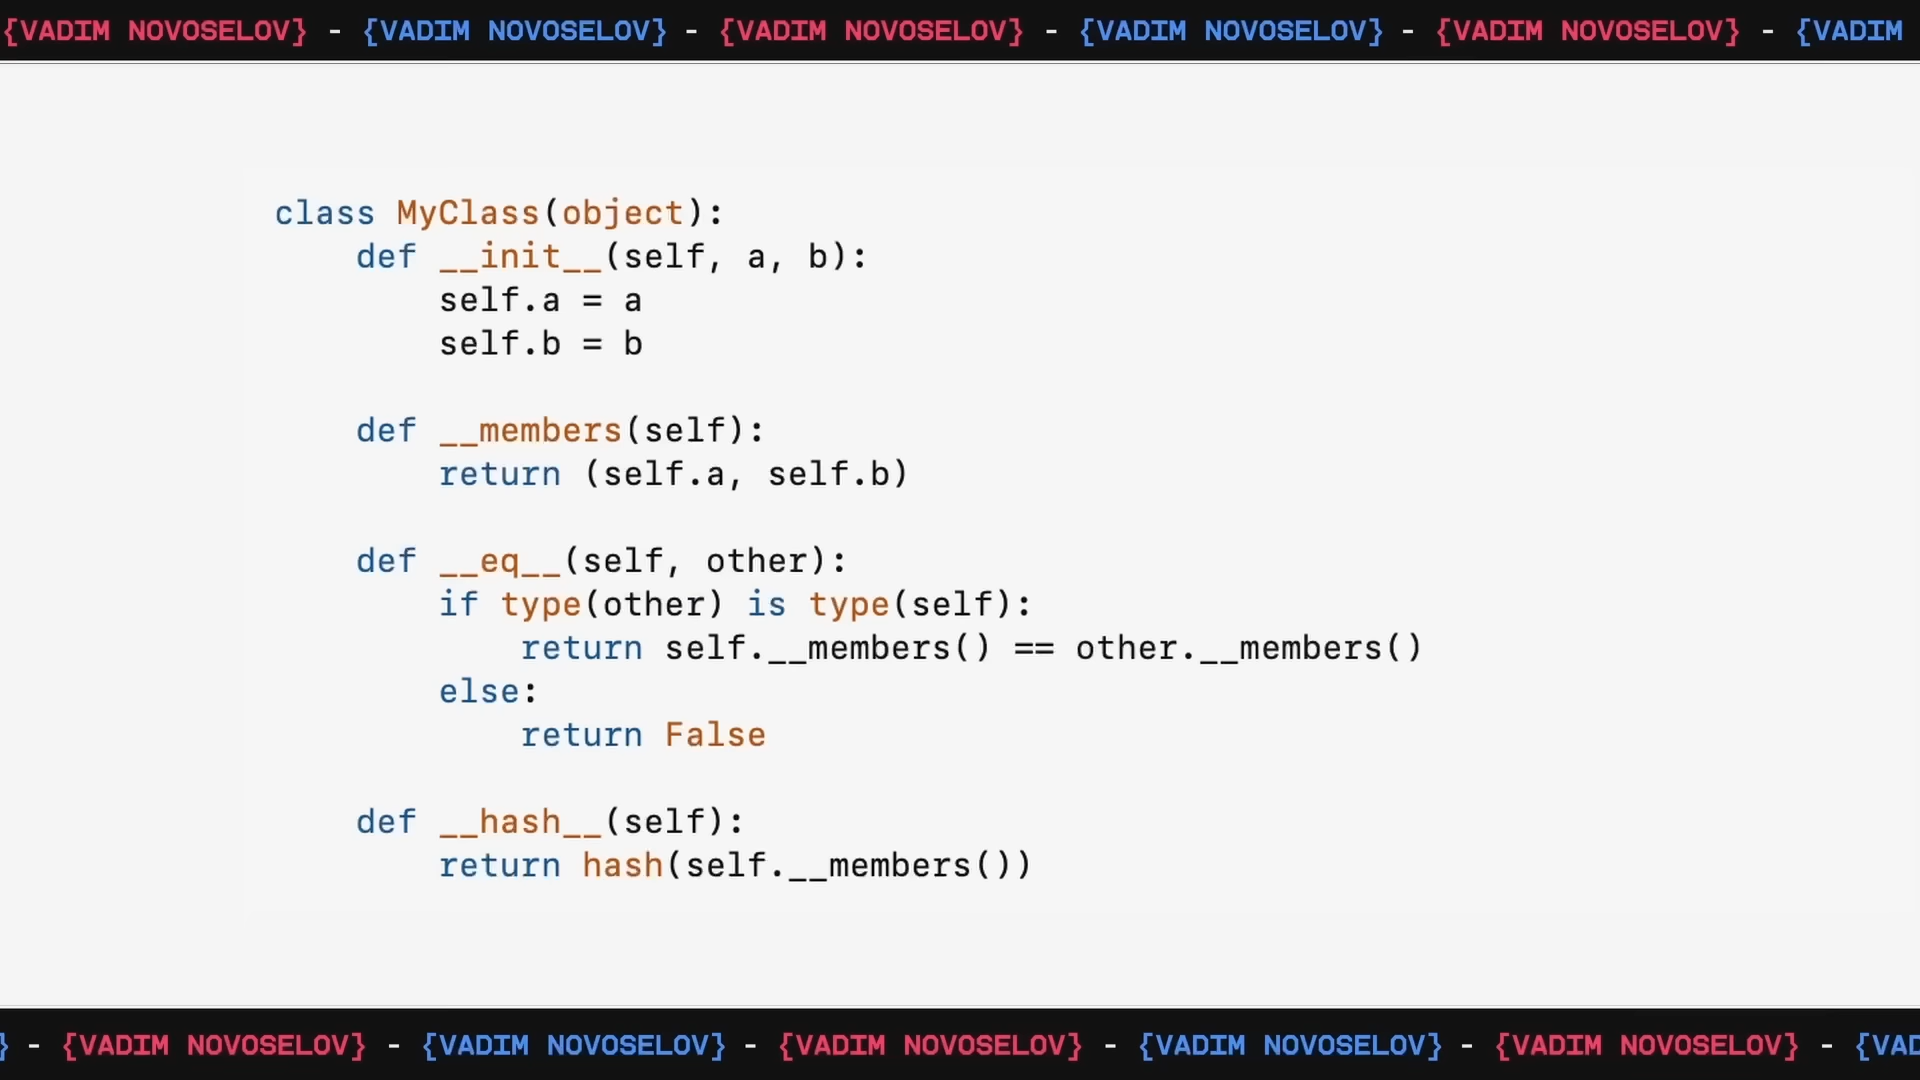 {VADIM NOVOSELOV} - {VADIM NOVOSELOV} - {VADIM NOVOSELOV} - {VADIM NOVOSELOV} - {VADIM NOVOSELOV} - {VADIM
class MyClass(object):
    def __init__(self, a, b):
        self.a = a
        self.b = b
    def __members(self):
        return (self.a, self.b)
    def __eq__(self, other):
        if type(other) is type(self):
            return self.__members() == other.__members()
        else:
            return False
    def __hash__(self):
        return hash(self.__members())
} - {VADIM NOVOSELOV} - {VADIM NOVOSELOV} - {VADIM NOVOSELOV} - {VADIM NOVOSELOV} - {VADIM NOVOSELOV} - {VAD